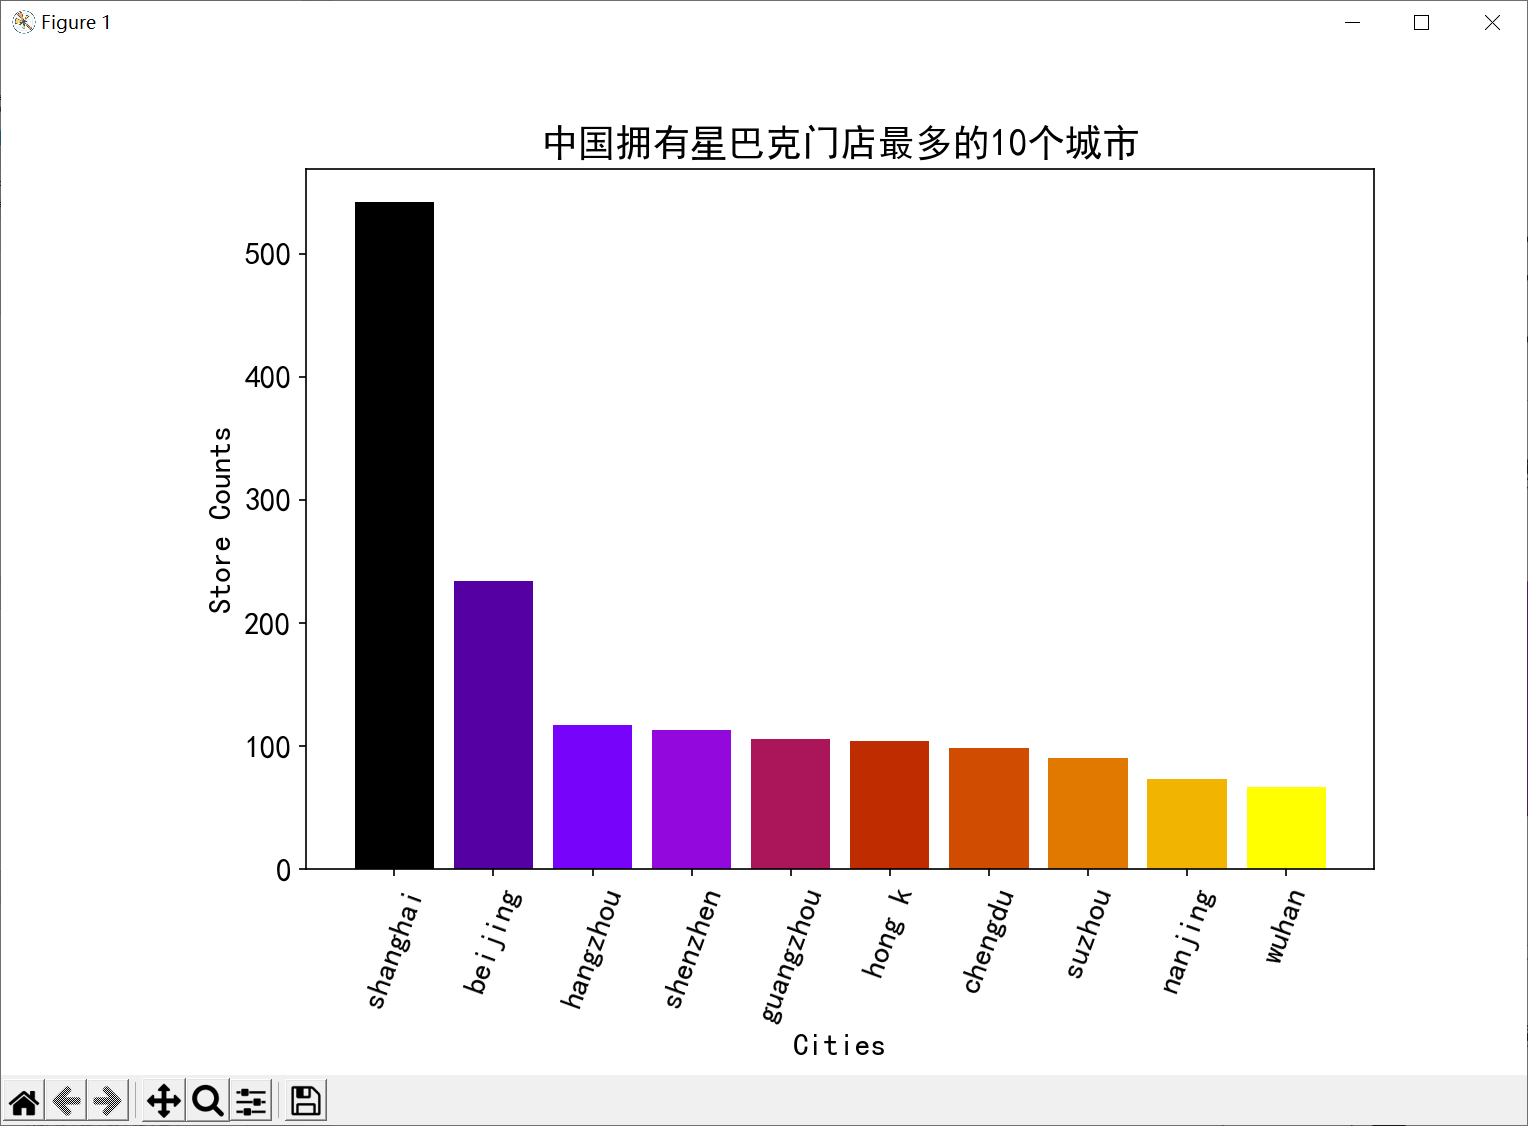 Figure 1
中国拥有星巴克门店最多的10个城市
500
400
300
200
100
0
Store Counts
shanghai
beijing
hangzhou
shenzhen
guangzhou
hong k
chengdu
suzhou
nanjing
wuhan
Cities